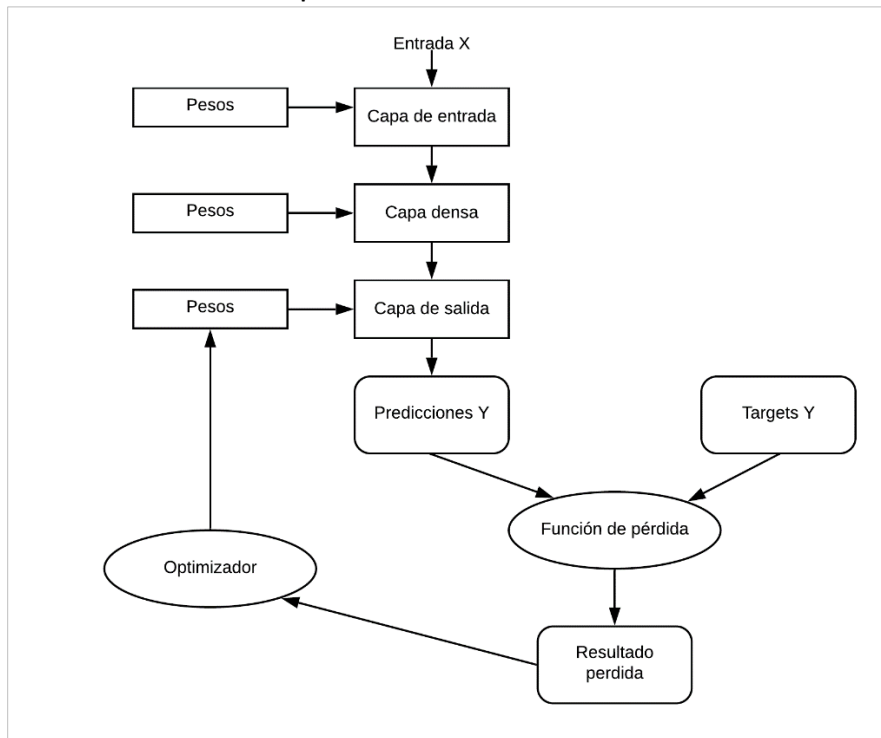 Entrada X
Pesos
Capa de entrada
Pesos
Capa densa
Pesos
Capa de salida
Predicciones Y
Targets Y
Función de pérdida
Optimizador
Resultado
perdida